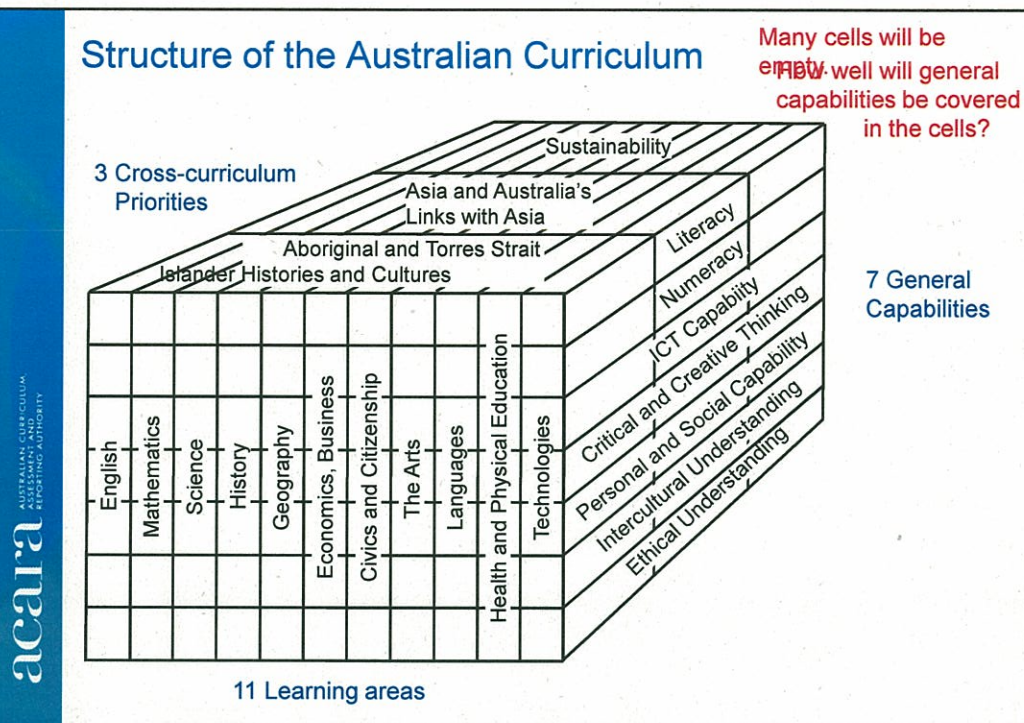 Structure of the Australian Curriculum
Many cells will be
empty.
How well will general
capabilities be covered
in the cells?
3 Cross-curriculum
Priorities
Sustainability
Asia and Australia's
Links with Asia
Aboriginal and Torres Strait
Islander Histories and Cultures
Literacy
Numeracy
ICT Capabiity
Critical and Creative Thinking
Personal and Social Capability
Intercultural Understanding
Ethical Understanding
7 General
Capabilities
English
Mathematics
Science
History
Geography
Economics, Business
Civics and Citizenship
The Arts
Languages
Health and Physical Education
Technologies
11 Learning areas
acara
AUSTRALIAN CURRICULUM,
ASSESSMENT AND
REPORTING AUTHORITY